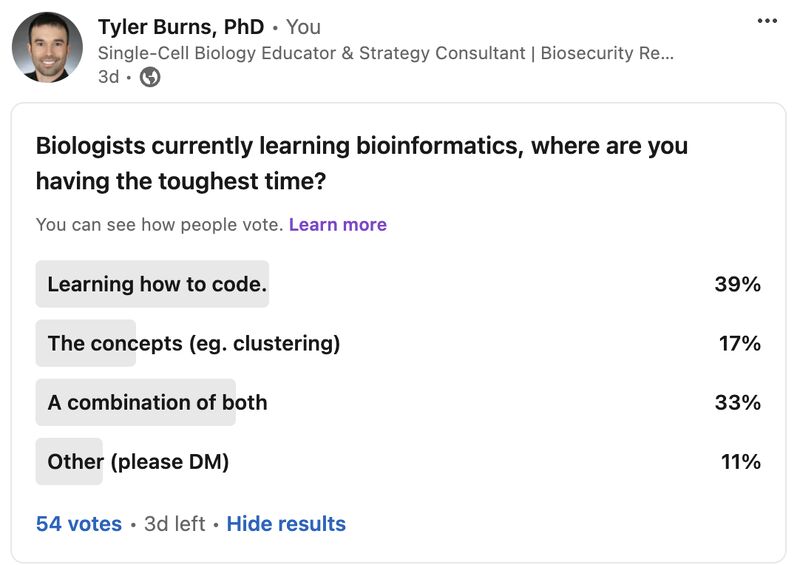 Tyler Burns, PhD • You
Single-Cell Biology Educator & Strategy Consultant | Biosecurity Re...
3d •
Biologists currently learning bioinformatics, where are you
having the toughest time?
You can see how people vote. Learn more
Learning how to code. 39%
The concepts (eg. clustering) 17%
A combination of both 33%
Other (please DM) 11%
54 votes • 3d left • Hide results